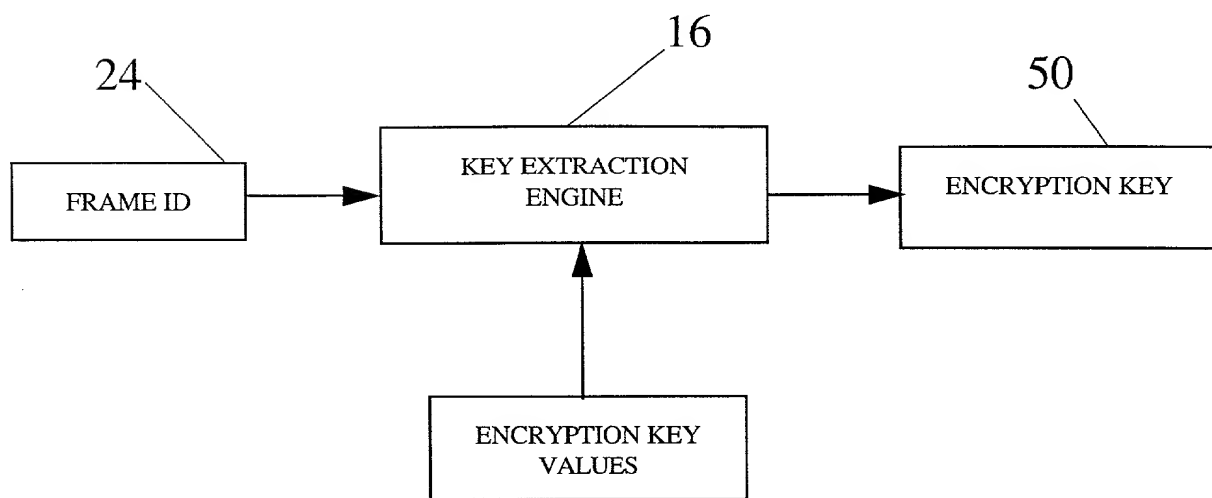 16
24
50
FRAME ID
KEY EXTRACTION
ENGINE
ENCRYPTION KEY
ENCRYPTION KEY
VALUES